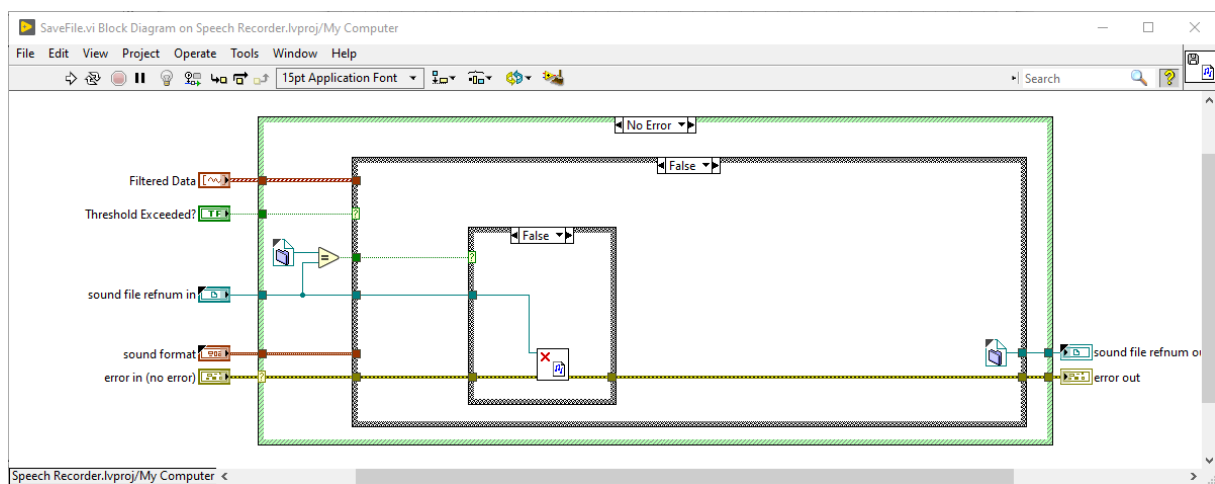 SaveFile.vi Block Diagram on Speech Recorder.lvproj/My Computer
File Edit View Project Operate Tools Window Help
15pt Application Font
Search
No Error
False
Filtered Data
Threshold Exceeded?
TF
False
sound file refnum in
sound format
error in (no error)
sound file refnum o
error out
Speech Recorder.lvproj/My Computer